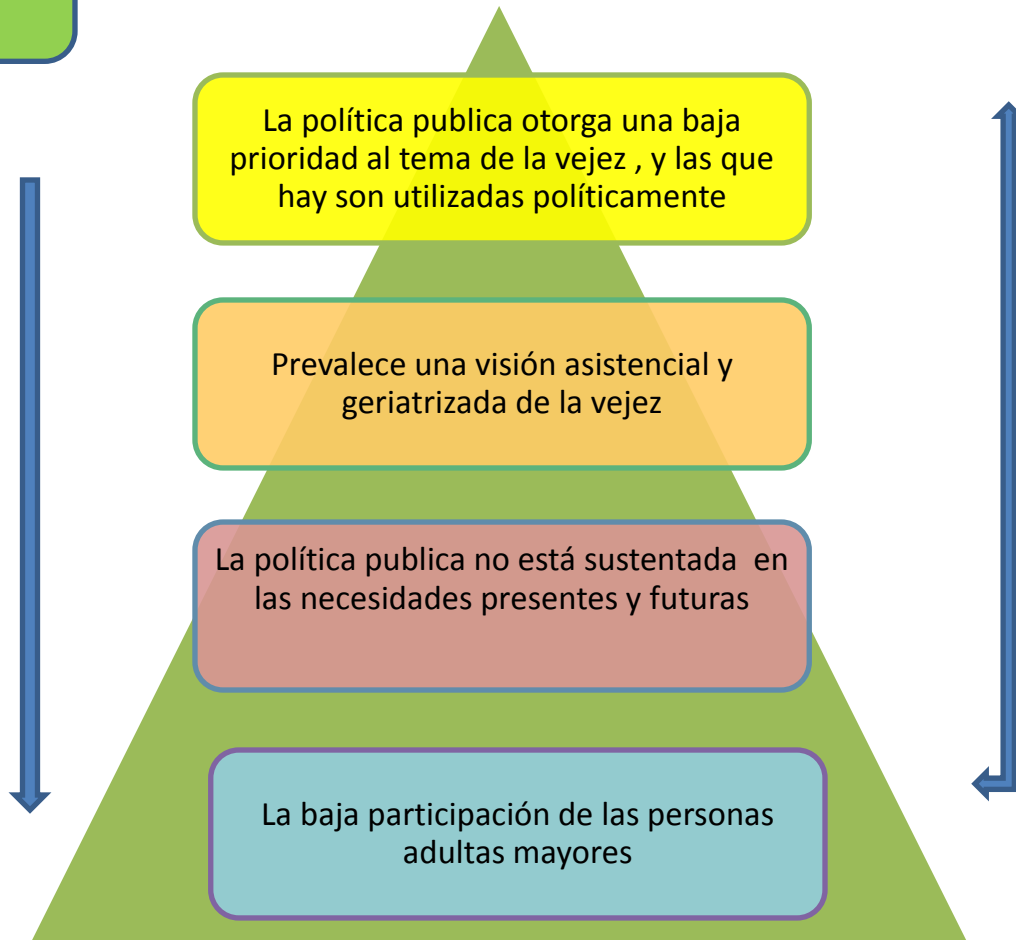 La política publica otorga una baja
prioridad al tema de la vejez , y las que
hay son utilizadas políticamente
Prevalece una visión asistencial y
geriatrizada de la vejez
La política publica no está sustentada  en
las necesidades presentes y futuras
La baja participación de las personas
adultas mayores